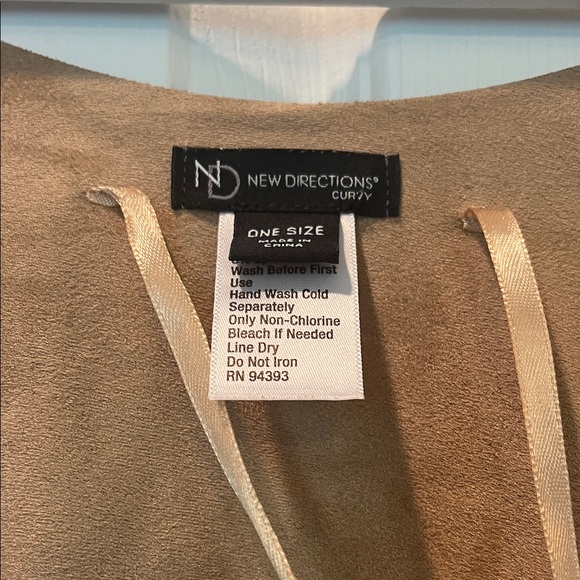 ND NEW DIRECTIONS®
CURVY
ONE SIZE
MADE IN
CHINA
Wash Before First
Use
Hand Wash Cold
Separately
Only Non-Chlorine
Bleach If Needed
Line Dry
Do Not Iron
RN 94393